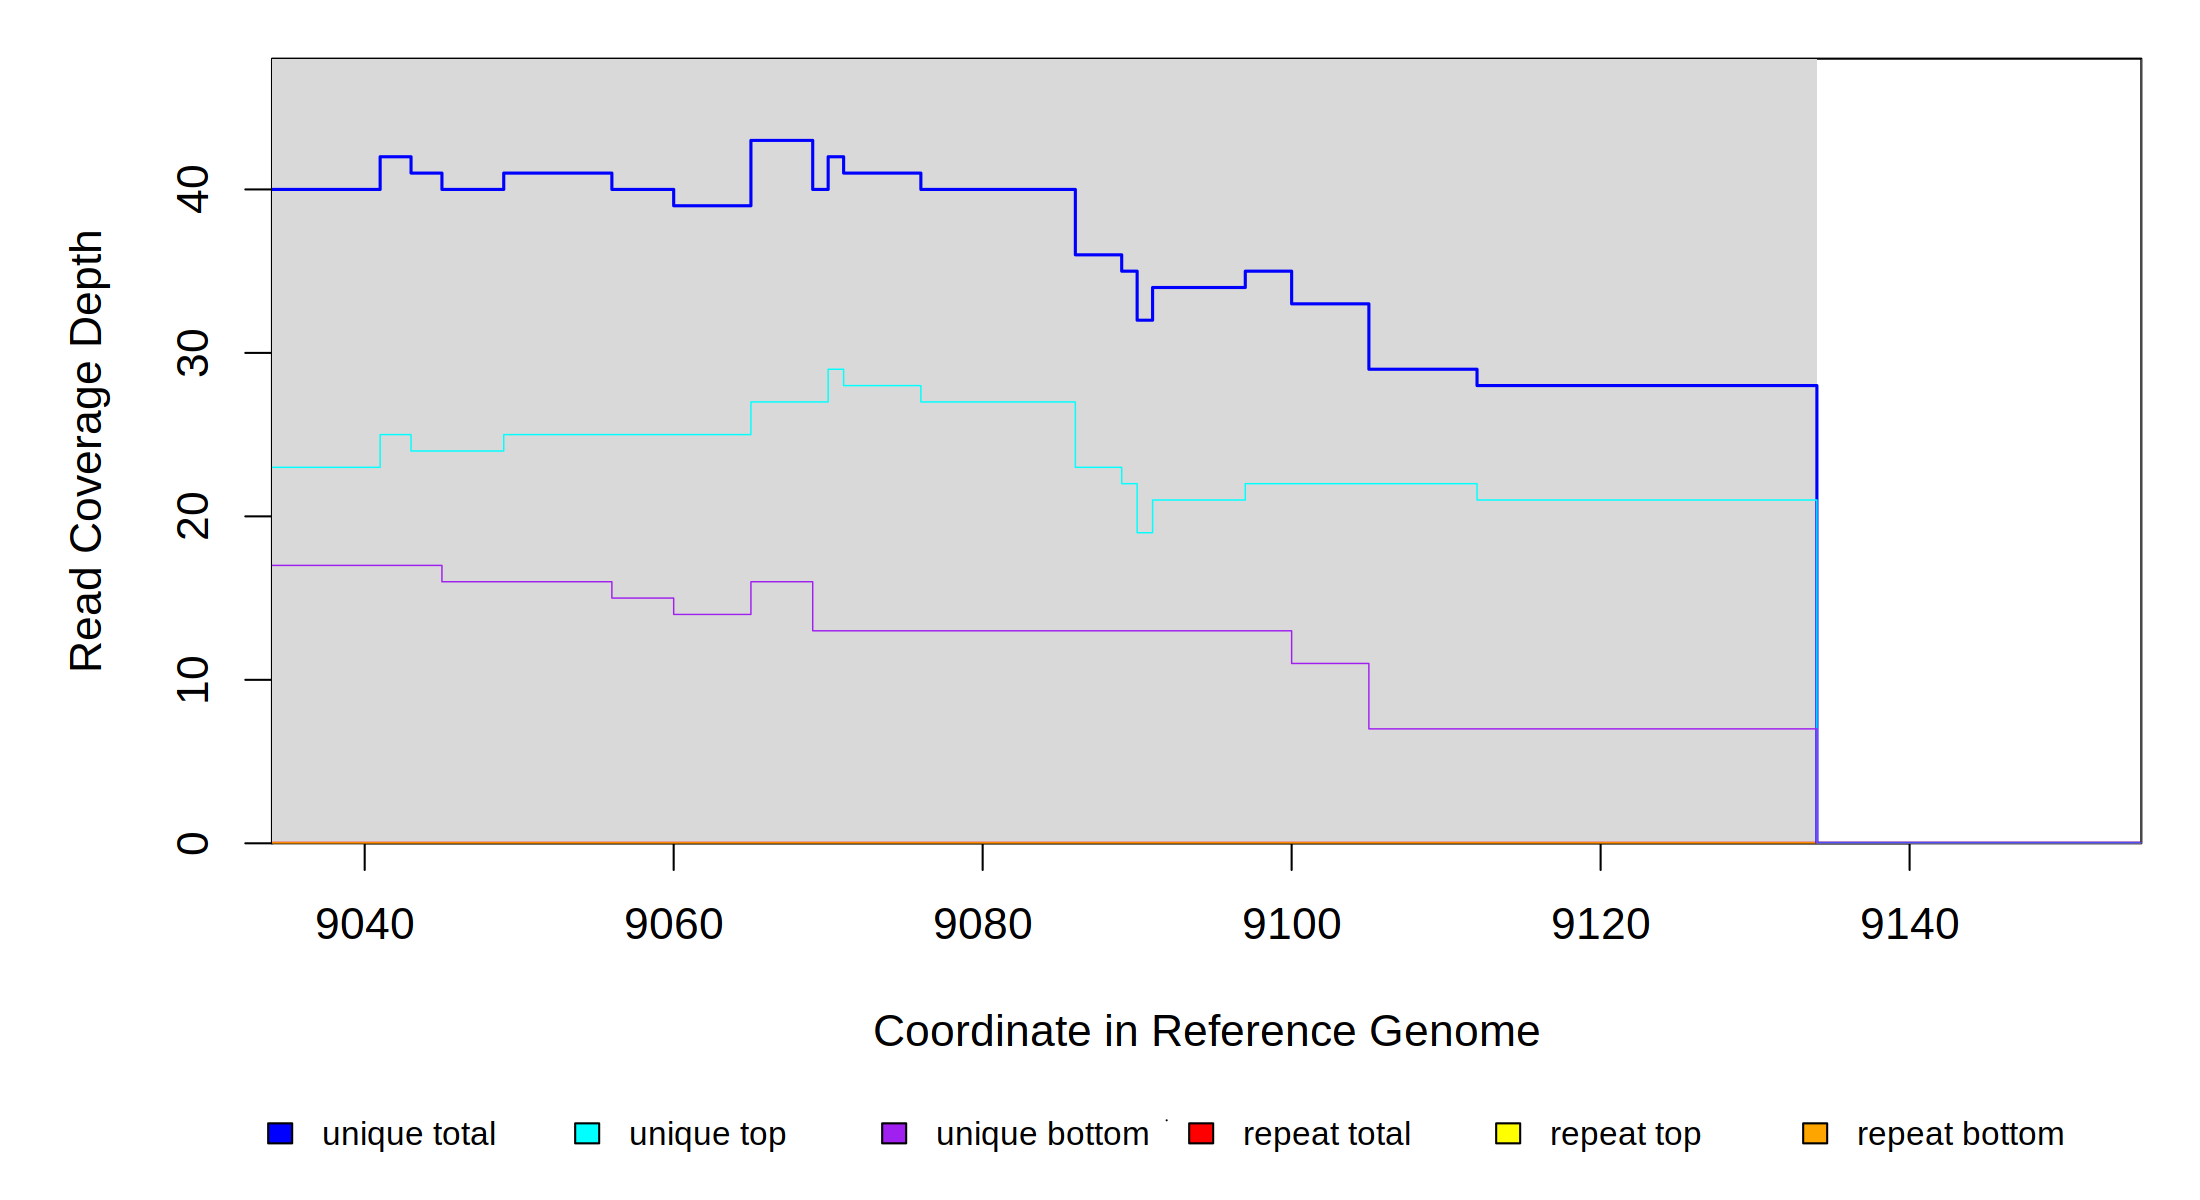 Read Coverage Depth
40
30
20
10
0
9040 9060 9080 9100 9120 9140
Coordinate in Reference Genome
unique total unique top unique bottom repeat total repeat top repeat bottom